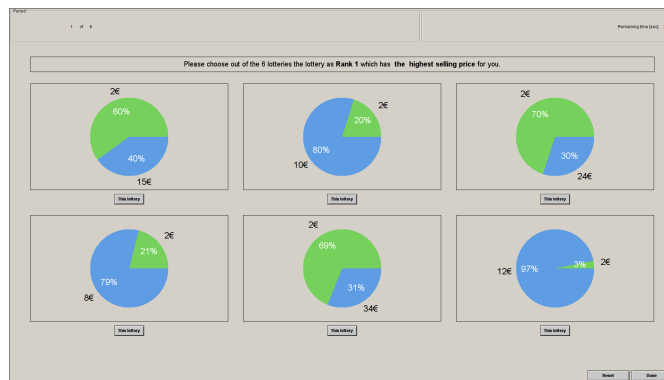 Period
1 of 6
Remaining time [sec]:
Please choose out of the 6 lotteries the lottery as Rank 1 which has the highest selling price for you.
2€
60%
40%
15€
This lottery
2€
20%
80%
10€
This lottery
2€
70%
30%
24€
This lottery
2€
21%
79%
8€
This lottery
2€
69%
31%
34€
This lottery
12€
97%
3%
2€
This lottery
Reset
Done